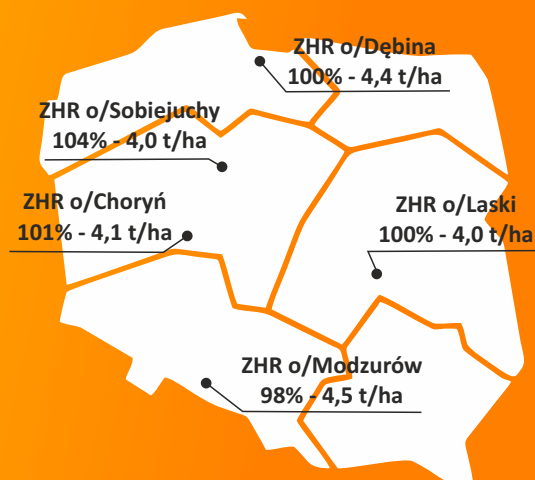 ZHR o/Dębina
100% - 4,4 t/ha
ZHR o/Sobiejuchy
104% - 4,0 t/ha
ZHR o/Choryń
101% - 4,1 t/ha
ZHR o/Laski
100% - 4,0 t/ha
ZHR o/Modzurów
98% - 4,5 t/ha